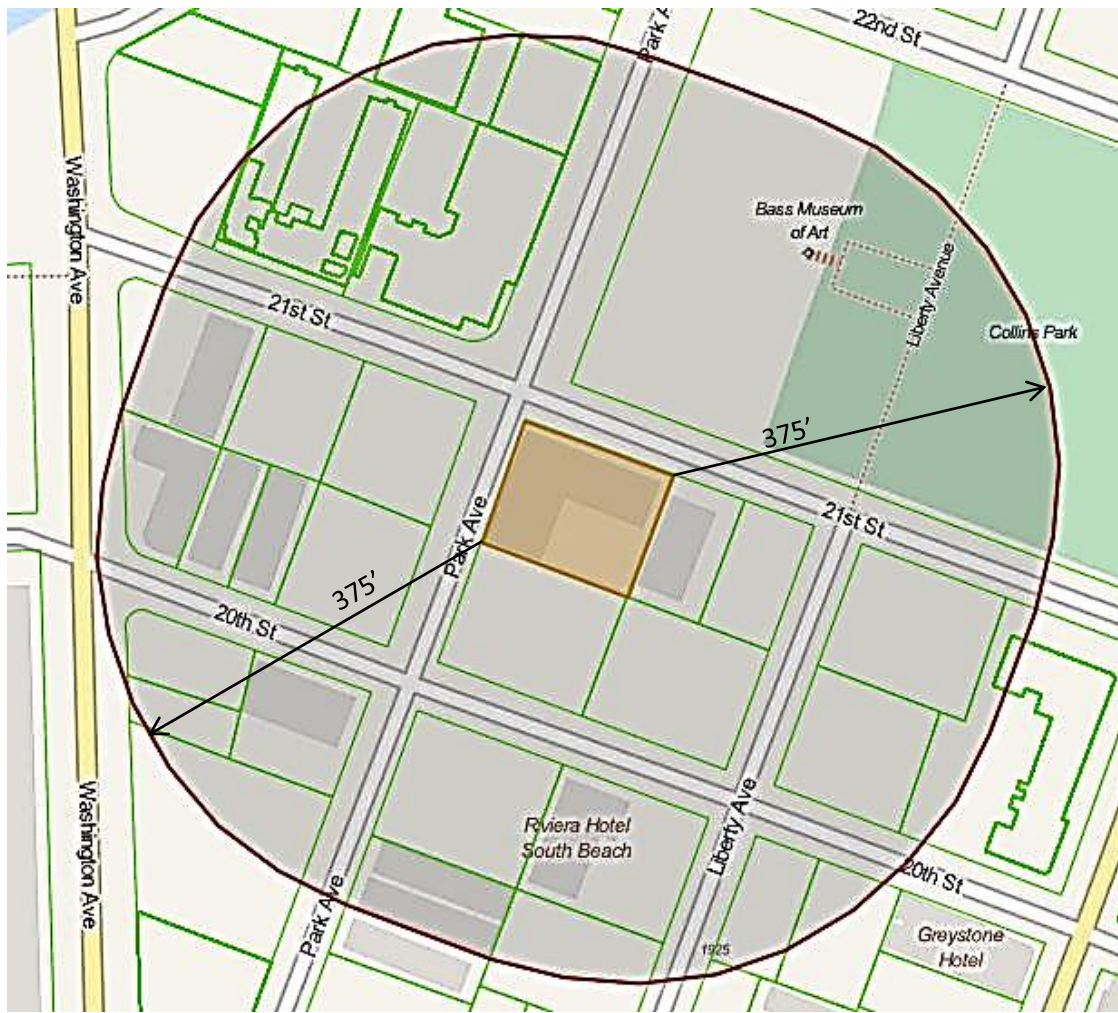 22nd St
Park A
Washington Ave
Bass Museum
of Art
Liberty Avenue
21st St
Collins Park
375’
21st St
Park Ave
375’
20th St
Washington Ave
Liberty Ave
Riviera Hotel
South Beach
20th St
Park Ave
1925
Greystone
Hotel